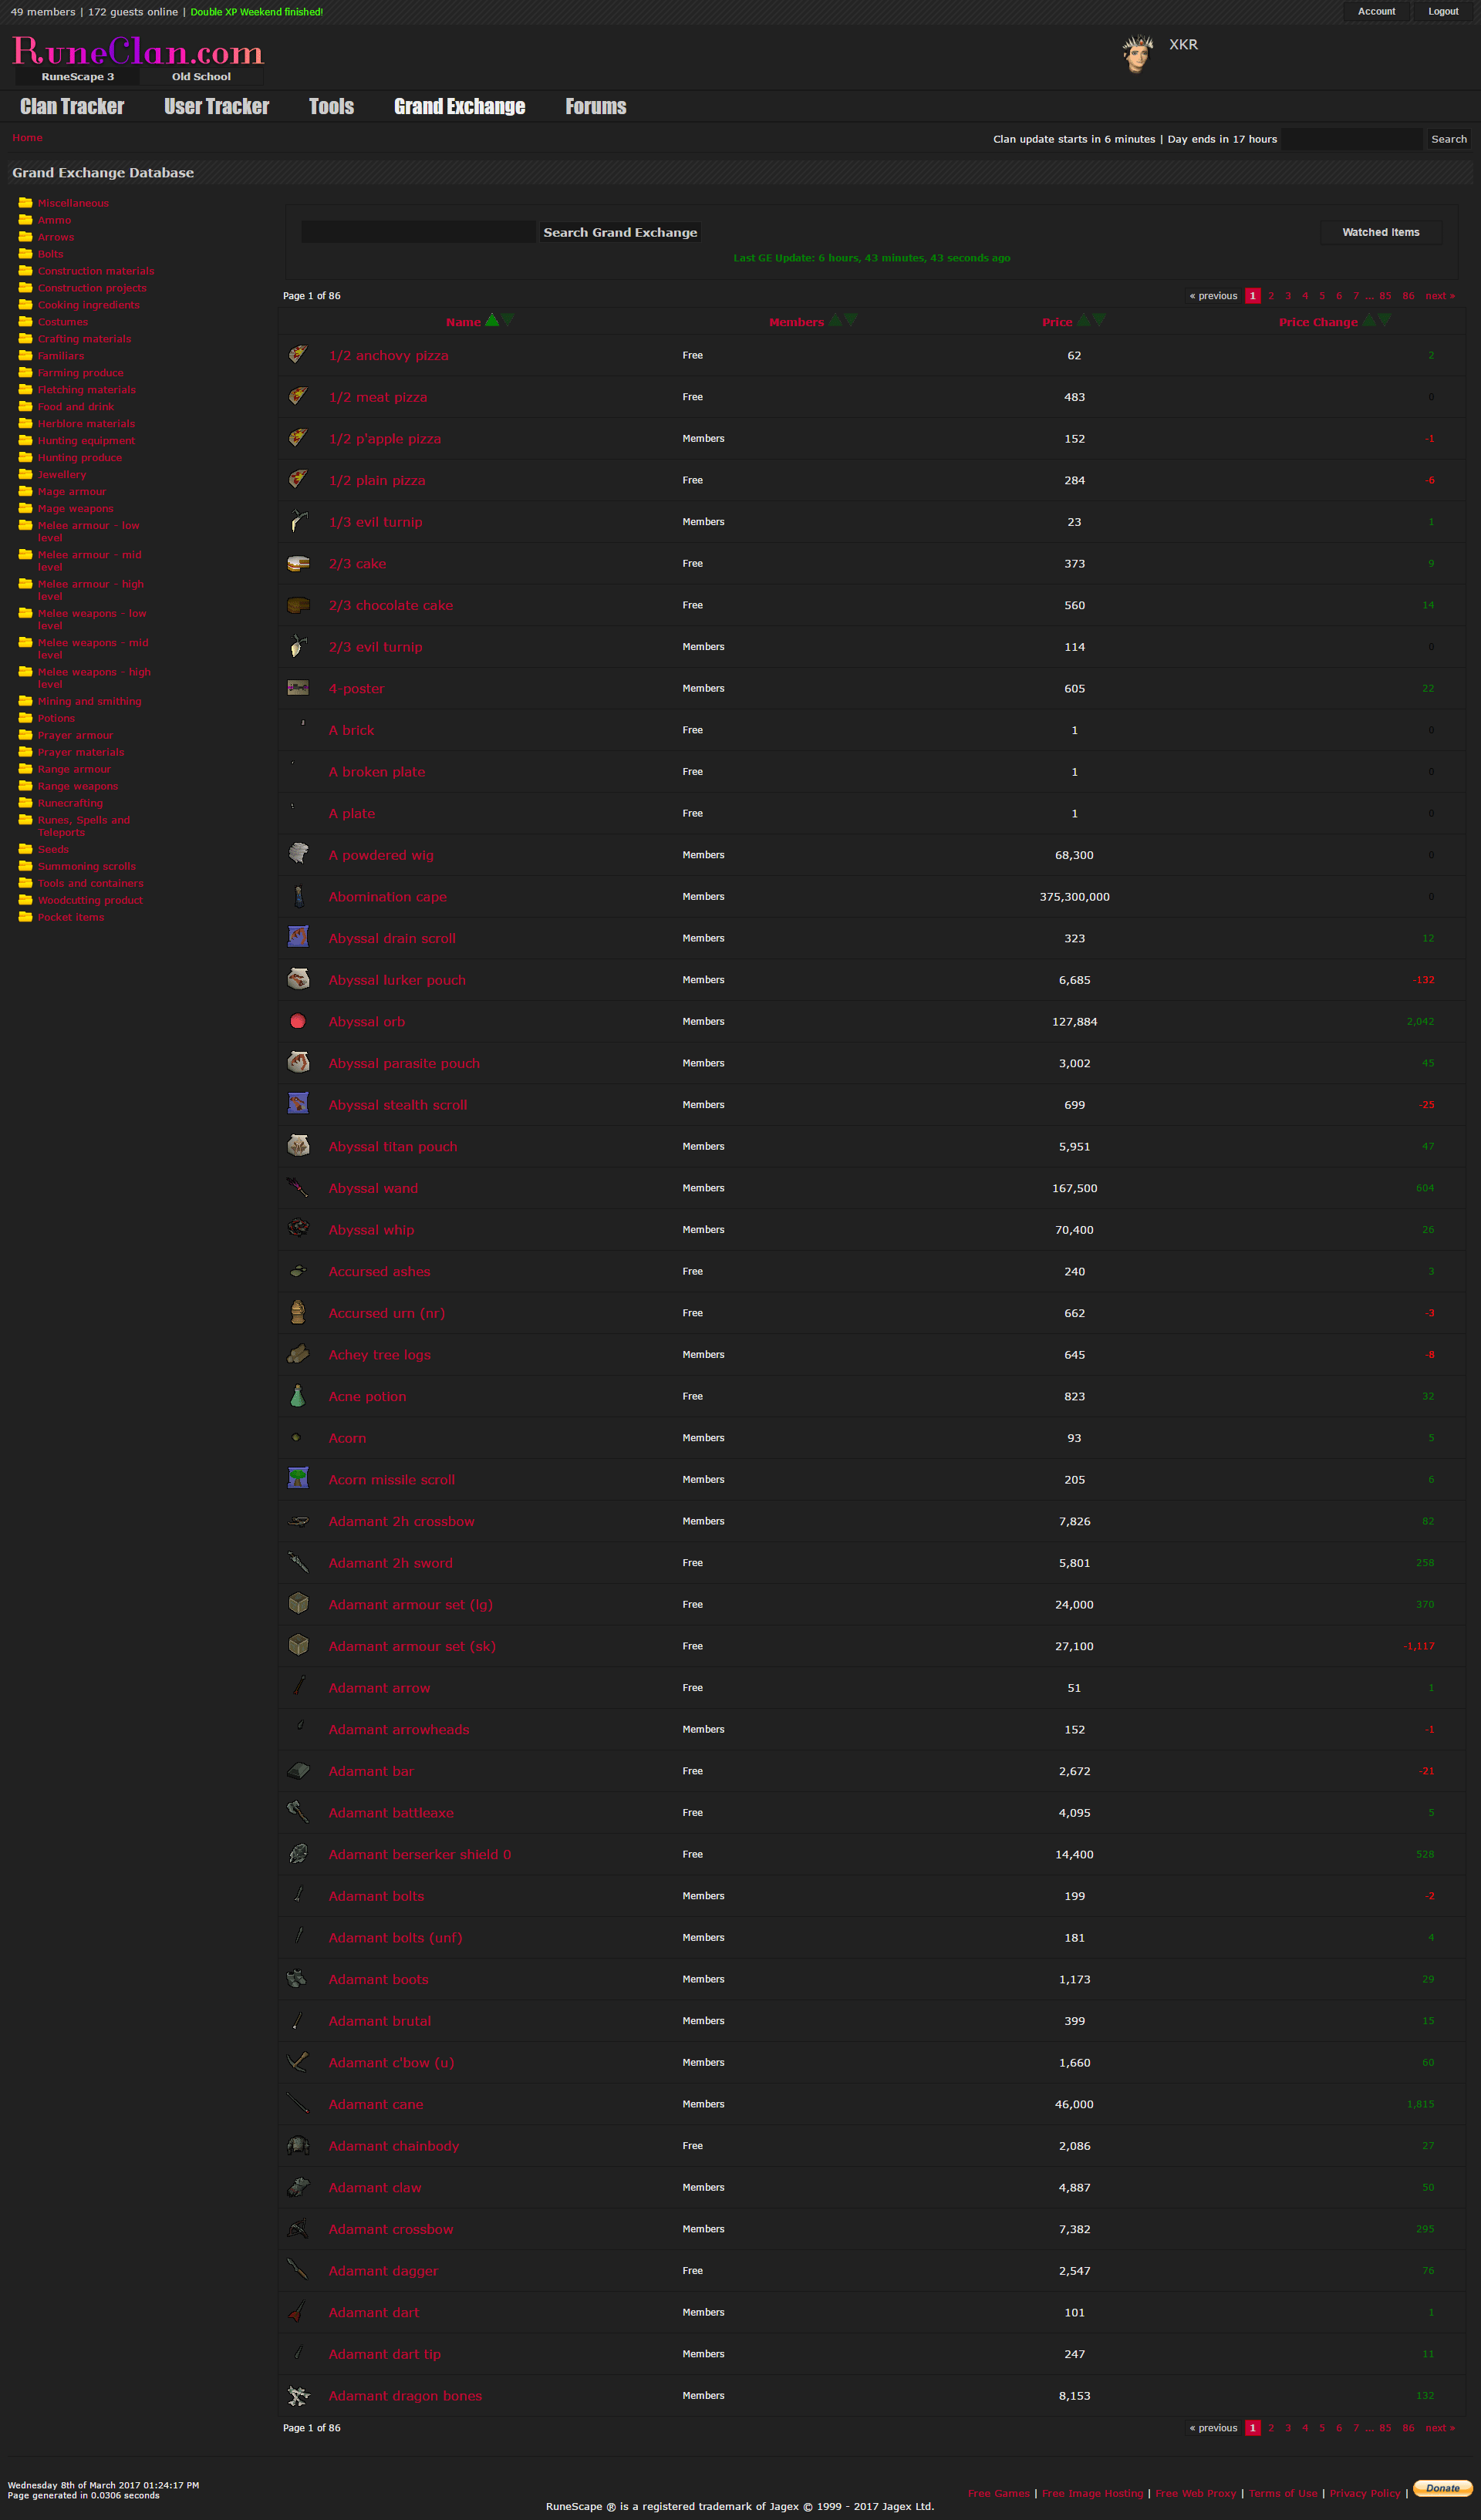 49 members | 172 guests online | Double XP Weekend finished!
Account Logout
RuneClan.com
XKR
RuneScape 3 Old School
Clan Tracker User Tracker Tools Grand Exchange Forums
Home
Clan update starts in 6 minutes | Day ends in 17 hours Search
Grand Exchange Database
Miscellaneous
Ammo
Arrows
Bolts
Construction materials
Construction projects
Cooking ingredients
Costumes
Crafting materials
Familiars
Farming produce
Fletching materials
Food and drink
Herblore materials
Hunting equipment
Hunting produce
Jewellery
Mage armour
Mage weapons
Melee armour - low
level
Melee armour - mid
level
Melee armour - high
level
Melee weapons - low
level
Melee weapons - mid
level
Melee weapons - high
level
Mining and smithing
Potions
Prayer armour
Prayer materials
Range armour
Range weapons
Runecrafting
Runes, Spells and
Teleports
Seeds
Summoning scrolls
Tools and containers
Woodcutting product
Pocket items
Search Grand Exchange Watched Items
Last GE Update: 6 hours, 43 minutes, 43 seconds ago
Page 1 of 86 « previous 1 2 3 4 5 6 7 ... 85 86 next »
Name Members Price Price Change
1/2 anchovy pizza Free 62 2
1/2 meat pizza Free 483 0
1/2 p'apple pizza Members 152 -1
1/2 plain pizza Free 284 -6
1/3 evil turnip Members 23 1
2/3 cake Free 373 9
2/3 chocolate cake Free 560 14
2/3 evil turnip Members 114 0
4-poster Members 605 22
A brick Free 1 0
A broken plate Free 1 0
A plate Free 1 0
A powdered wig Members 68,300 0
Abomination cape Members 375,300,000 0
Abyssal drain scroll Members 323 12
Abyssal lurker pouch Members 6,685 -132
Abyssal orb Members 127,884 2,042
Abyssal parasite pouch Members 3,002 45
Abyssal stealth scroll Members 699 -25
Abyssal titan pouch Members 5,951 47
Abyssal wand Members 167,500 604
Abyssal whip Members 70,400 26
Accursed ashes Free 240 3
Accursed urn (nr) Free 662 -3
Achey tree logs Members 645 -8
Acne potion Free 823 32
Acorn Members 93 5
Acorn missile scroll Members 205 6
Adamant 2h crossbow Members 7,826 82
Adamant 2h sword Free 5,801 258
Adamant armour set (lg) Free 24,000 370
Adamant armour set (sk) Free 27,100 -1,117
Adamant arrow Free 51 1
Adamant arrowheads Members 152 -1
Adamant bar Free 2,672 -21
Adamant battleaxe Free 4,095 5
Adamant berserker shield 0 Free 14,400 528
Adamant bolts Members 199 -2
Adamant bolts (unf) Members 181 4
Adamant boots Members 1,173 29
Adamant brutal Members 399 15
Adamant c'bow (u) Members 1,660 60
Adamant cane Members 46,000 1,815
Adamant chainbody Free 2,086 27
Adamant claw Members 4,887 50
Adamant crossbow Members 7,382 295
Adamant dagger Free 2,547 76
Adamant dart Members 101 1
Adamant dart tip Members 247 11
Adamant dragon bones Members 8,153 132
Page 1 of 86 « previous 1 2 3 4 5 6 7 ... 85 86 next »
Wednesday 8th of March 2017 01:24:17 PM
Page generated in 0.0306 seconds
Free Games | Free Image Hosting | Free Web Proxy | Terms of Use | Privacy Policy | Donate
RuneScape ® is a registered trademark of Jagex © 1999 - 2017 Jagex Ltd.